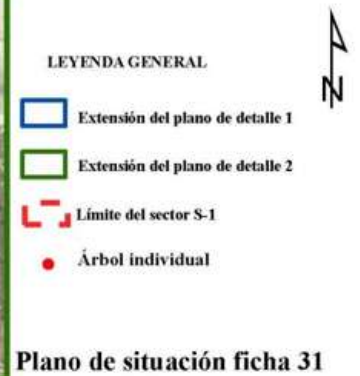 N
LEYENDA GENERAL
Extensión del plano de detalle 1
Extensión del plano de detalle 2
Límite del sector S-1
Árbol individual
Plano de situación ficha 31